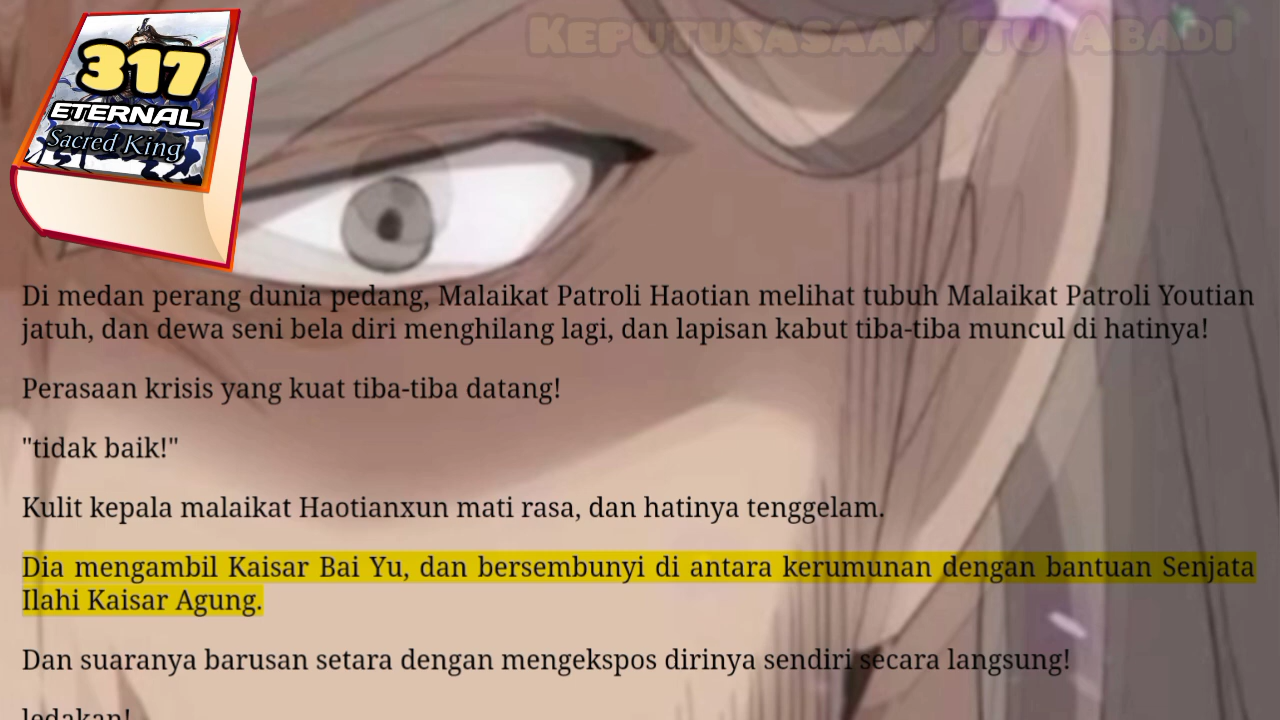 Keputusasaan itu Abadi
317
ETERNAL
Sacred King
Di medan perang dunia pedang, Malaikat Patroli Haotian melihat tubuh Malaikat Patroli Youtian
jatuh, dan dewa seni bela diri menghilang lagi, dan lapisan kabut tiba-tiba muncul di hatinya!
Perasaan krisis yang kuat tiba-tiba datang!
"tidak baik!"
Kulit kepala malaikat Haotianxun mati rasa, dan hatinya tenggelam.
Dia mengambil Kaisar Bai Yu, dan bersembunyi di antara kerumunan dengan bantuan Senjata
Ilahi Kaisar Agung.
Dan suaranya barusan setara dengan mengekspos dirinya sendiri secara langsung!
ledakan!